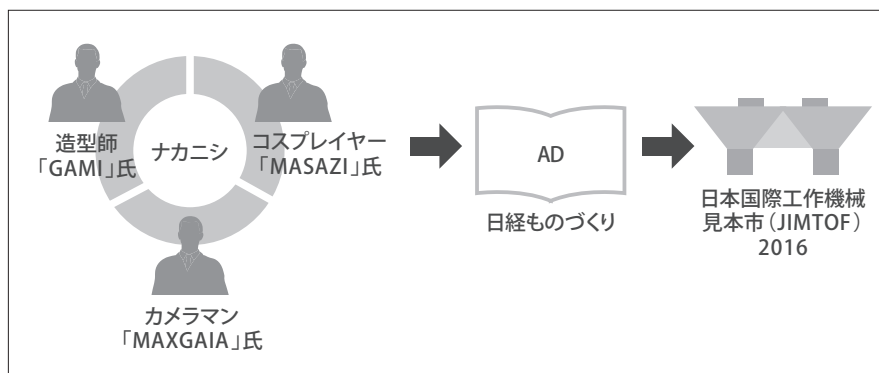 造型師
「GAMI」氏
ナカニシ
コスプレイヤー
「MASAZI」氏
カメラマン
「MAXGAIA」氏
AD
日経ものづくり
日本国際工作機械
見本市(JIMTOF)
2016